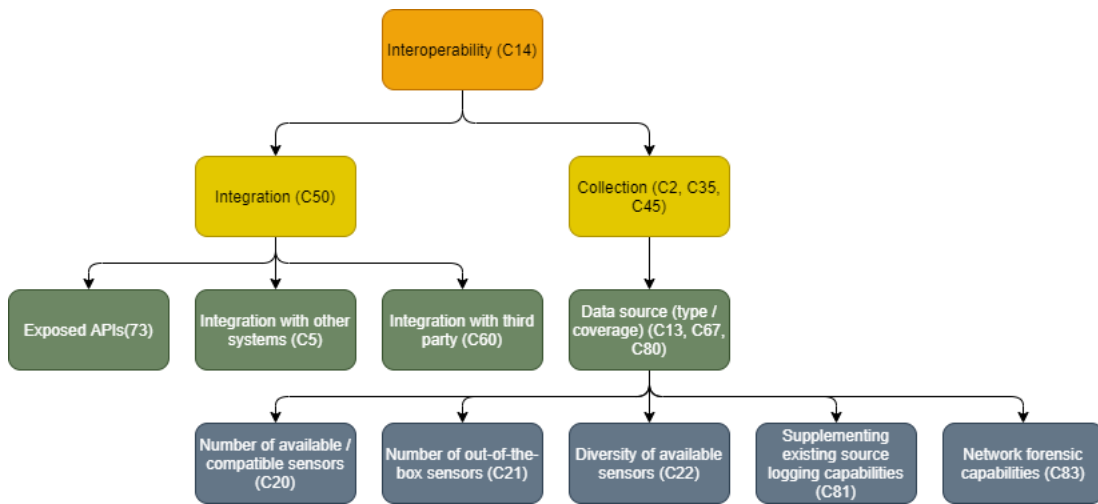 Interoperability (C14)
Integration (C50)
Collection (C2, C35,
C45)
Exposed APIs(73)
Integration with other
systems (C5)
Integration with third
party (C60)
Data source (type /
coverage) (C13, C67,
C80)
Number of available /
compatible sensors
(C20)
Number of out-of-the-
box sensors (C21)
Diversity of available
sensors (C22)
Supplementing
existing source
logging capabilities
(C81)
Network forensic
capabilities (C83)